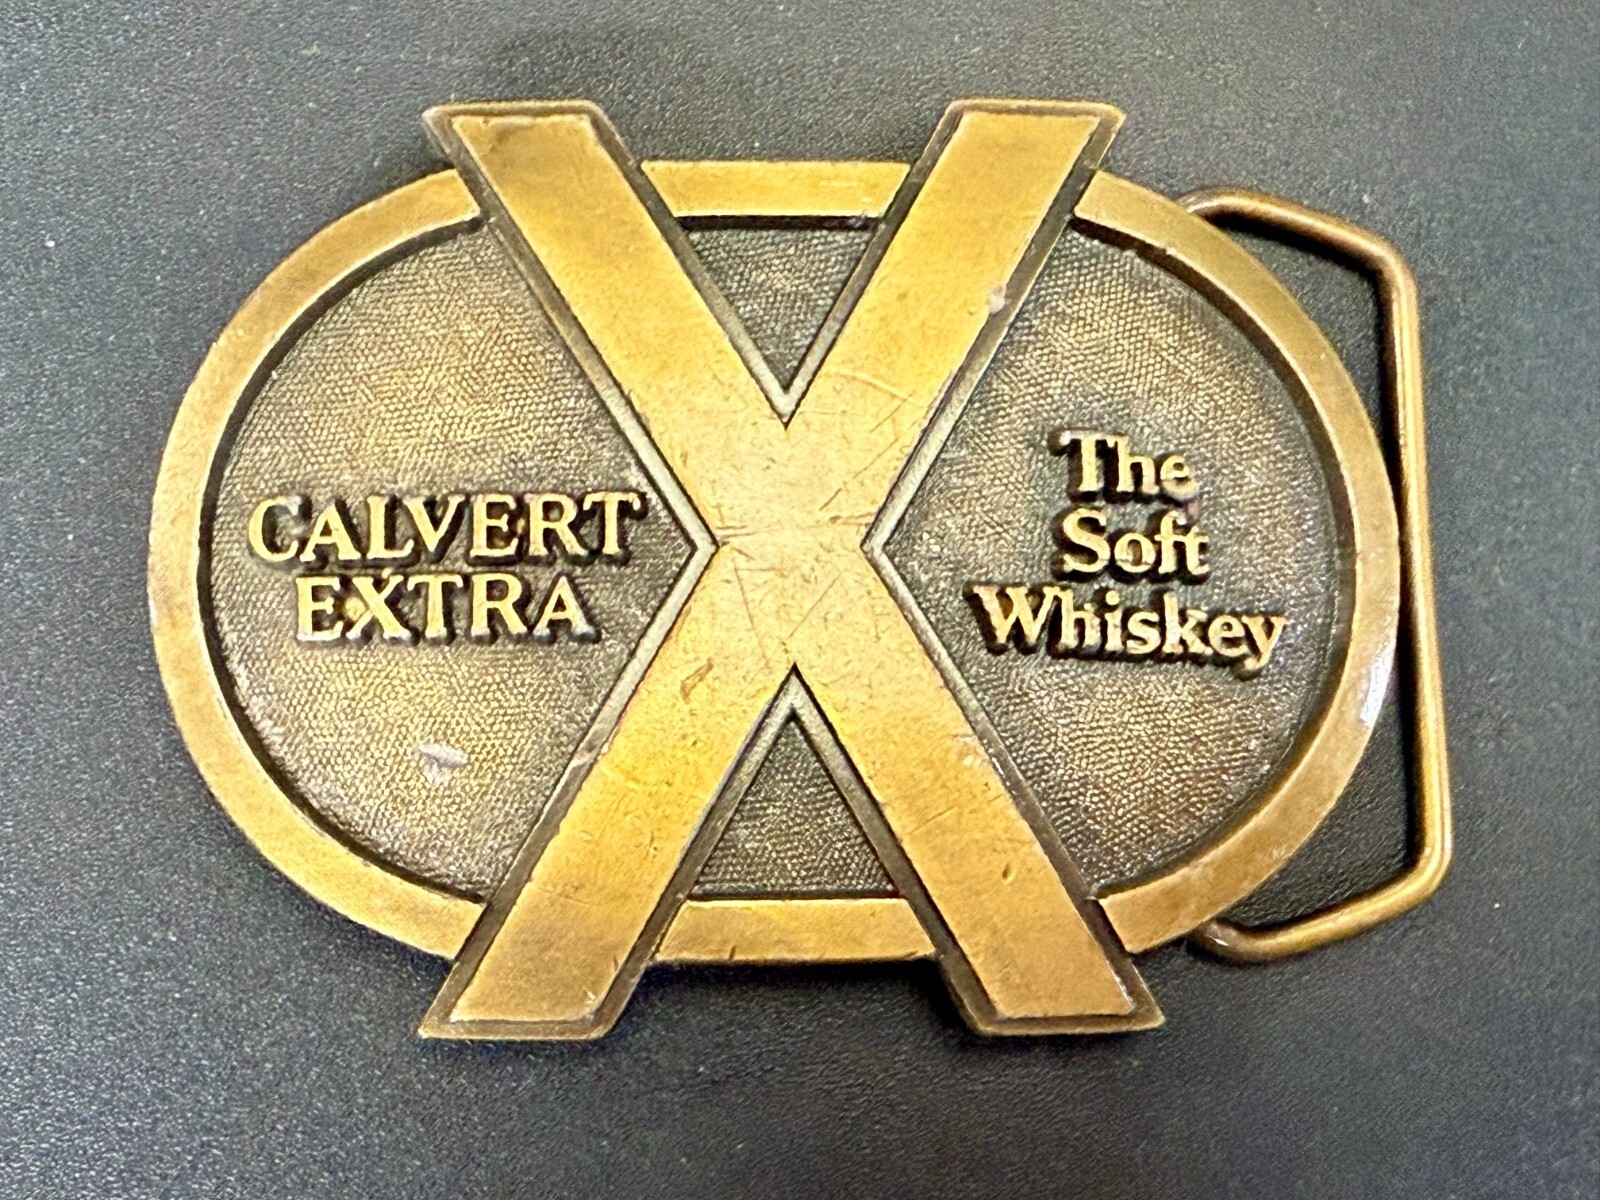 CALVERT
EXTRA
X
The
Soft
Whiskey